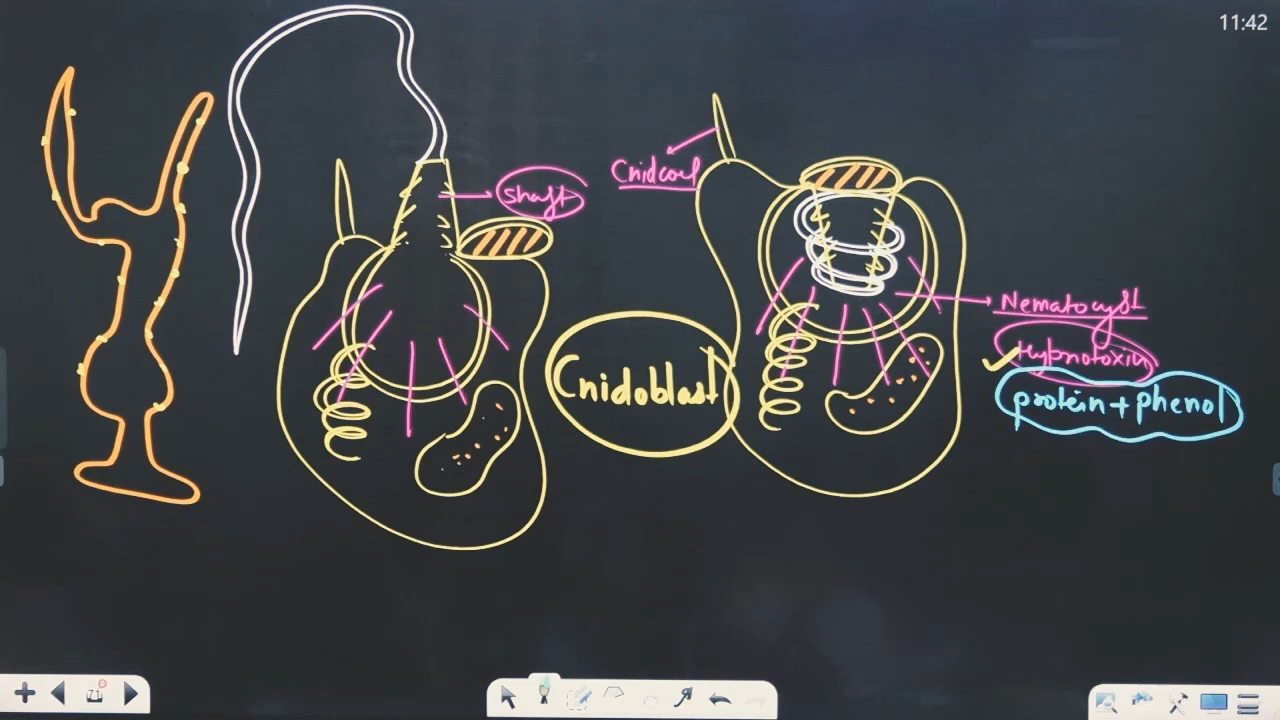 11:42
Cnidocil
Shaft
Nematocyst
Hypnotoxin
Cnidoblast
protein + phenol